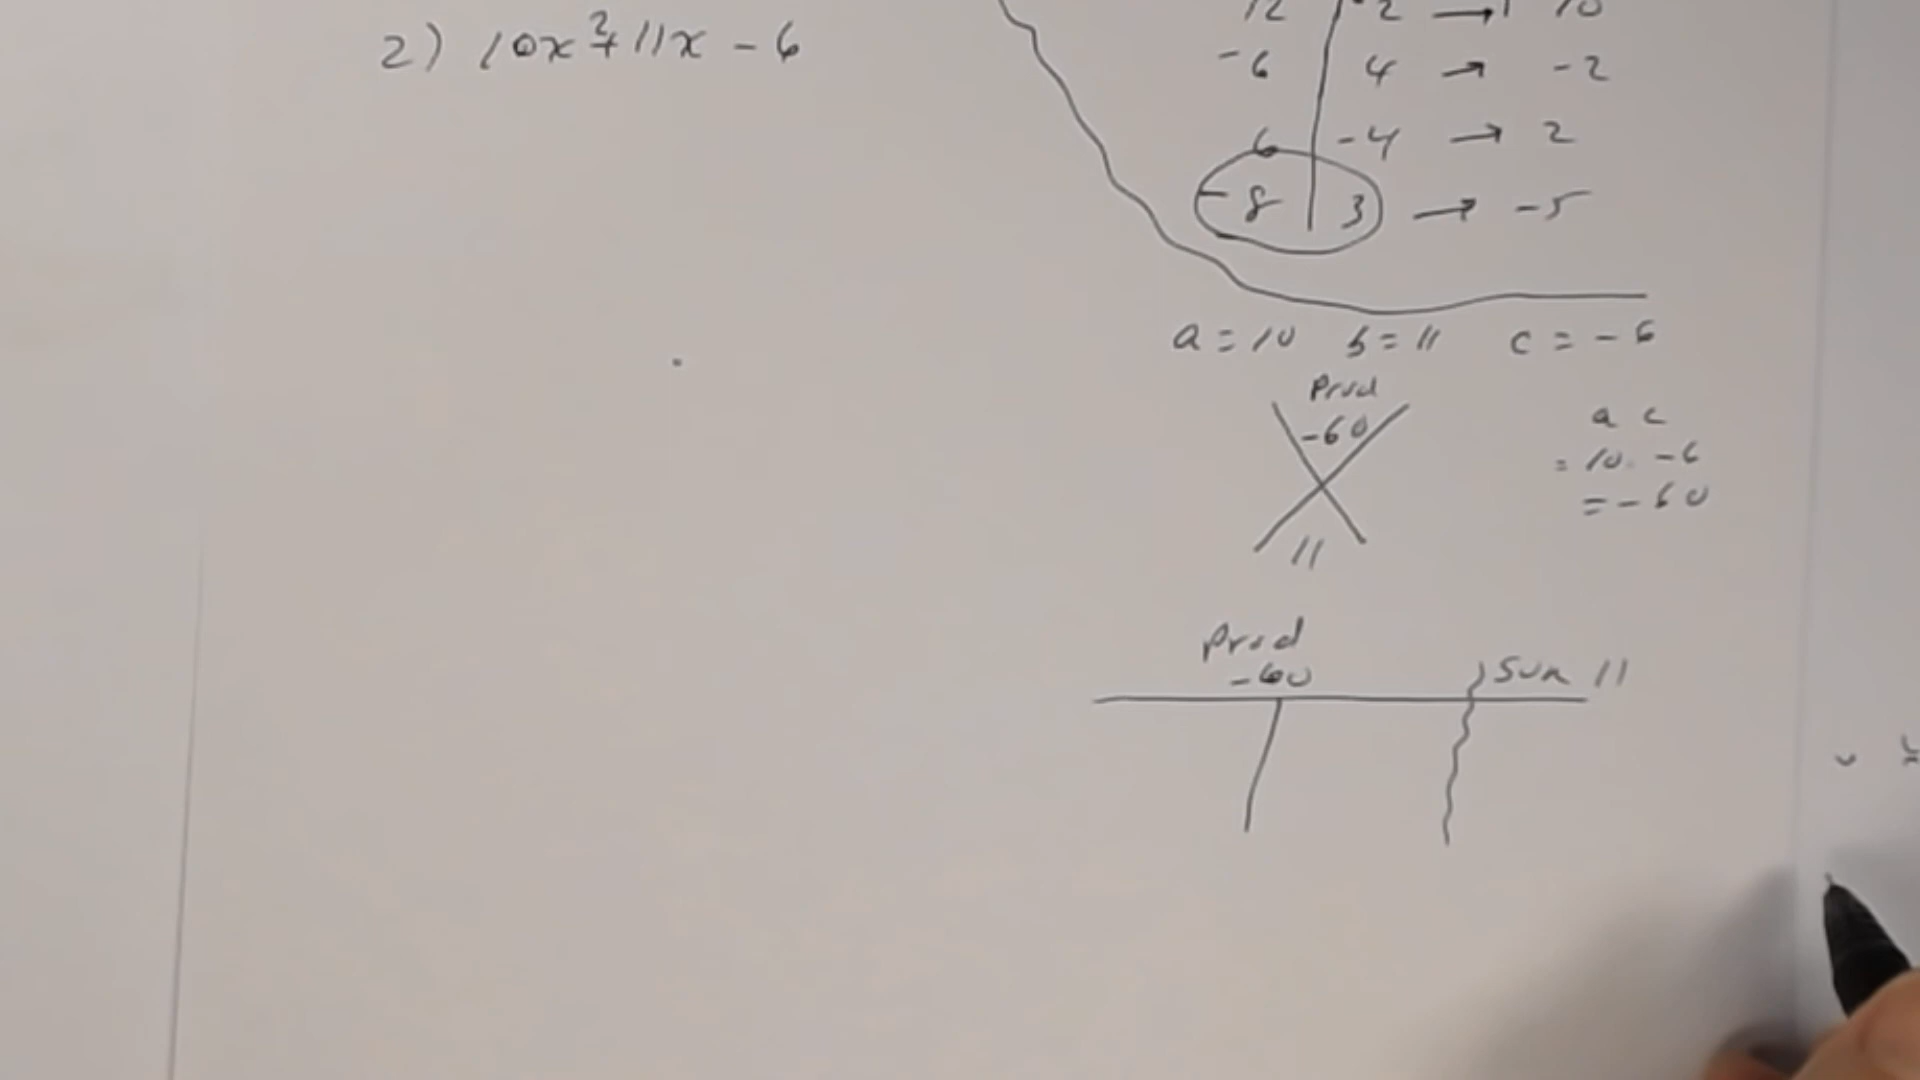 2) 10x²+11x - 6
12 -2 → 10
-6 4 → -2
6 -4 → 2
-8 3 → -5
a = 10 b = 11 c = -6
Prod
-60
11
a c
= 10 · -6
= -60
Prod
-60
Sum 11